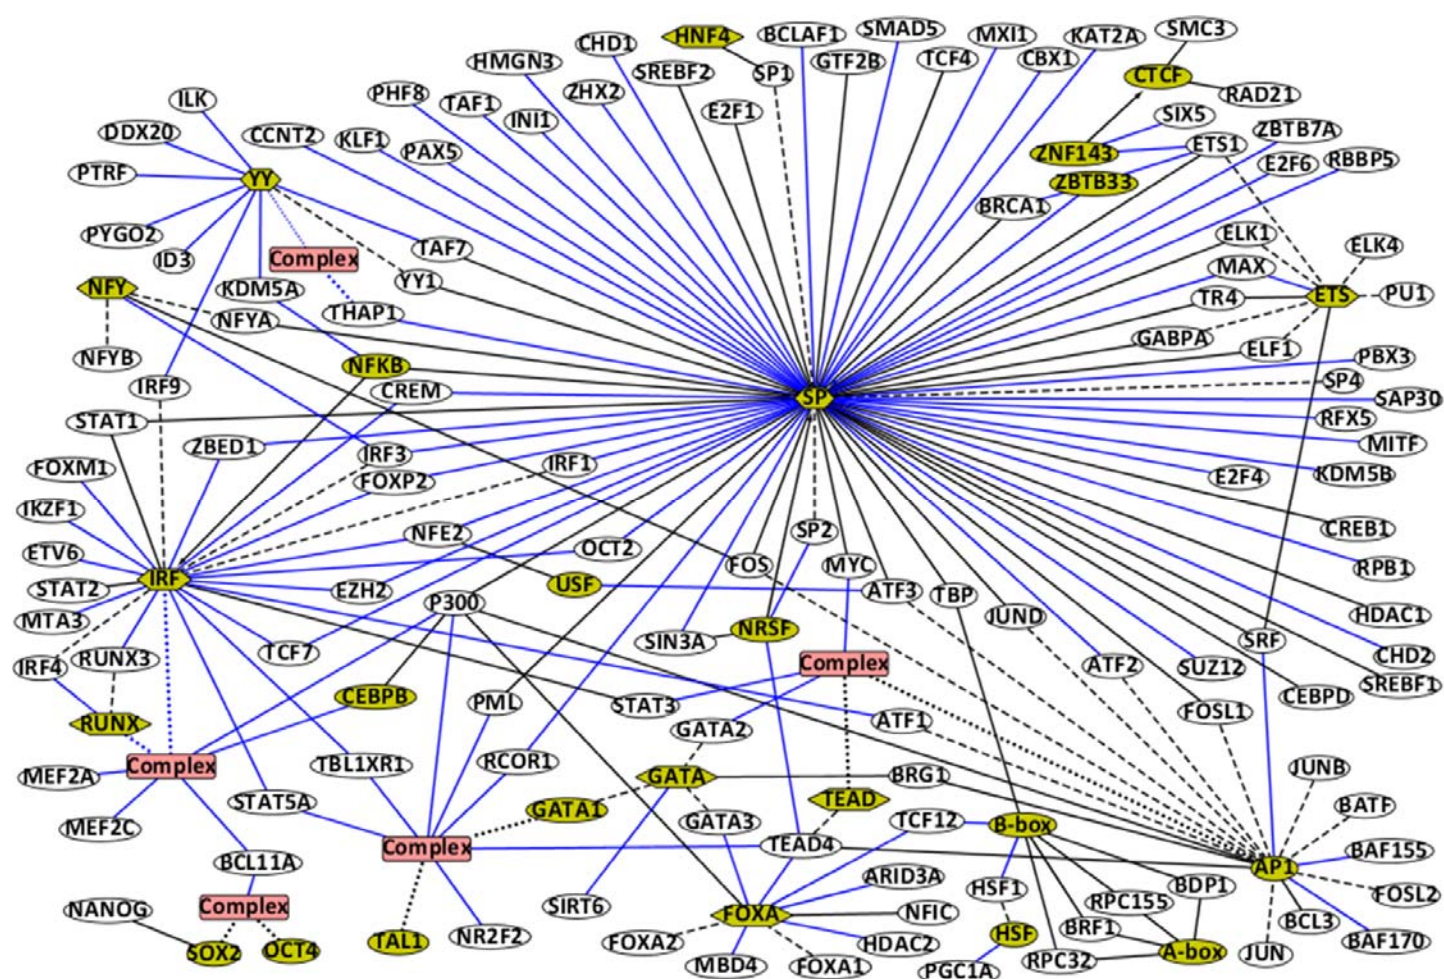 HNF4
BCLAF1
SMAD5
MXI1
KAT2A
SMC3
CHD1
HMGN3
SREBF2
SP1
GTF2B
TCF4
CBX1
CTCF
ILK
PHF8
TAF1
ZHX2
RAD21
DDX20
CCNT2
KLF1
INI1
E2F1
SIX5
ZBTB7A
PAX5
ETS1
ZNF143
E2F6
RBBP5
PTRF
YY
ZBTB33
BRCA1
PYGO2
ID3
Complex
TAF7
ELK1
ELK4
NFY
KDM5A
YY1
MAX
NFYA
THAP1
TR4
ETS
PU1
NFYB
NFKB
GABPA
ELF1
PBX3
IRF9
CREM
SP
SP4
SAP30
STAT1
RFX5
ZBED1
IRF3
IRF1
MITF
FOXM1
FOXP2
E2F4
KDM5B
IKZF1
NFE2
SP2
CREB1
ETV6
OCT2
FOS
MYC
RPB1
IRF
STAT2
EZH2
USF
ATF3
TBP
MTA3
P300
JUND
HDAC1
IRF4
RUNX3
TCF7
SIN3A
NRSF
SRF
CHD2
Complex
ATF2
SUZ12
SREBF1
RUNX
CEBPB
PML
STAT3
ATF1
FOSL1
CEBPD
GATA2
MEF2A
Complex
TBL1XR1
RCOR1
GATA
BRG1
JUNB
STAT5A
GATA1
TEAD
BATF
MEF2C
GATA3
TCF12
B-box
BCL11A
Complex
TEAD4
AP1
BAF155
ARID3A
HSF1
BDP1
FOSL2
NANOG
Complex
SIRT6
FOXA
NFIC
RPC155
BCL3
SOX2
OCT4
TAL1
NR2F2
FOXA2
HDAC2
HSF
BRF1
A-box
JUN
BAF170
MBD4
FOXA1
PGC1A
RPC32